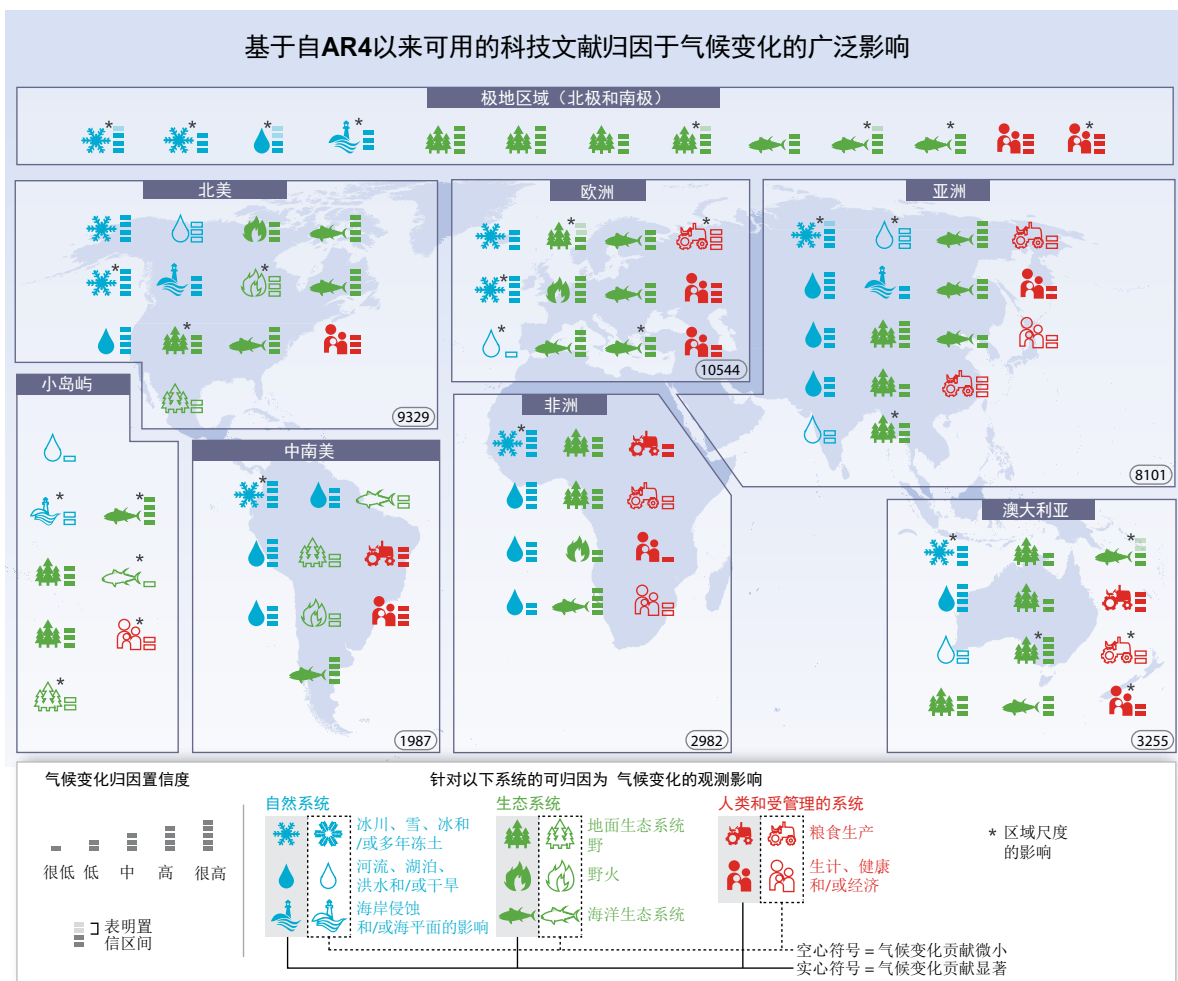 基于自AR4以来可用的科技文献归因于气候变化的广泛影响
极地区域（北极和南极）
*
*
*
*
*
*
*
*
北美
*
*
*
9329
欧洲
*
*
*
*
*
10544
亚洲
*
*
*
8101
小岛屿
*
*
*
*
*
中南美
*
1987
非洲
*
2982
澳大利亚
*
*
*
*
*
3255
气候变化归因置信度
很低 低 中 高 很高
表明置
信区间
针对以下系统的可归因为 气候变化的观测影响
自然系统
冰川、雪、冰和
/或多年冻土
河流、湖泊、
洪水和/或干旱
海岸侵蚀
和/或海平面的影响
生态系统
地面生态系统
野
野火
海洋生态系统
人类和受管理的系统
粮食生产
生计、健康
和/或经济
* 区域尺度
的影响
空心符号 = 气候变化贡献微小
实心符号 = 气候变化贡献显著